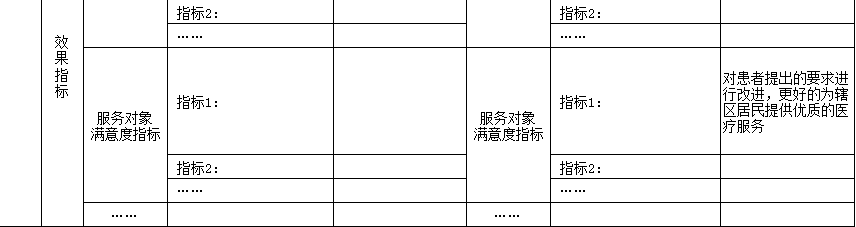 指标2：
指标2：
……
……
效果指标
服务对象
满意度指标
指标1：
服务对象
满意度指标
指标1：
对患者提出的要求进
行改进，更好的为辖
区居民提供优质的医
疗服务
指标2：
指标2：
……
……
……
……